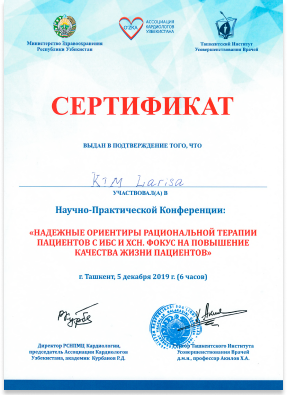 O'ZKA
АССОЦИАЦИЯ
КАРДИОЛОГОВ
УЗБЕКИСТАНА
Министерство Здравоохранения
Республики Узбекистан
Ташкентский Институт
Усовершенствования Врачей
СЕРТИФИКАТ
ВЫДАН В ПОДТВЕРЖДЕНИЕ ТОГО, ЧТО
Kim Larisa
УЧАСТВОВАЛ(А) В
Научно-Практической Конференции:
«НАДЕЖНЫЕ ОРИЕНТИРЫ РАЦИОНАЛЬНОЙ ТЕРАПИИ
ПАЦИЕНТОВ С ИБС И ХСН. ФОКУС НА ПОВЫШЕНИЕ
КАЧЕСТВА ЖИЗНИ ПАЦИЕНТОВ»
г. Ташкент, 5 декабря 2019 г. (6 часов)
Директор РСНПМЦ Кардиологии,
председатель Ассоциации Кардиологов
Узбекистана, академик Курбанов Р.Д.
Ташкентского Института
Усовершенствования Врачей
д.м.н., профессор Акилов Х.А.